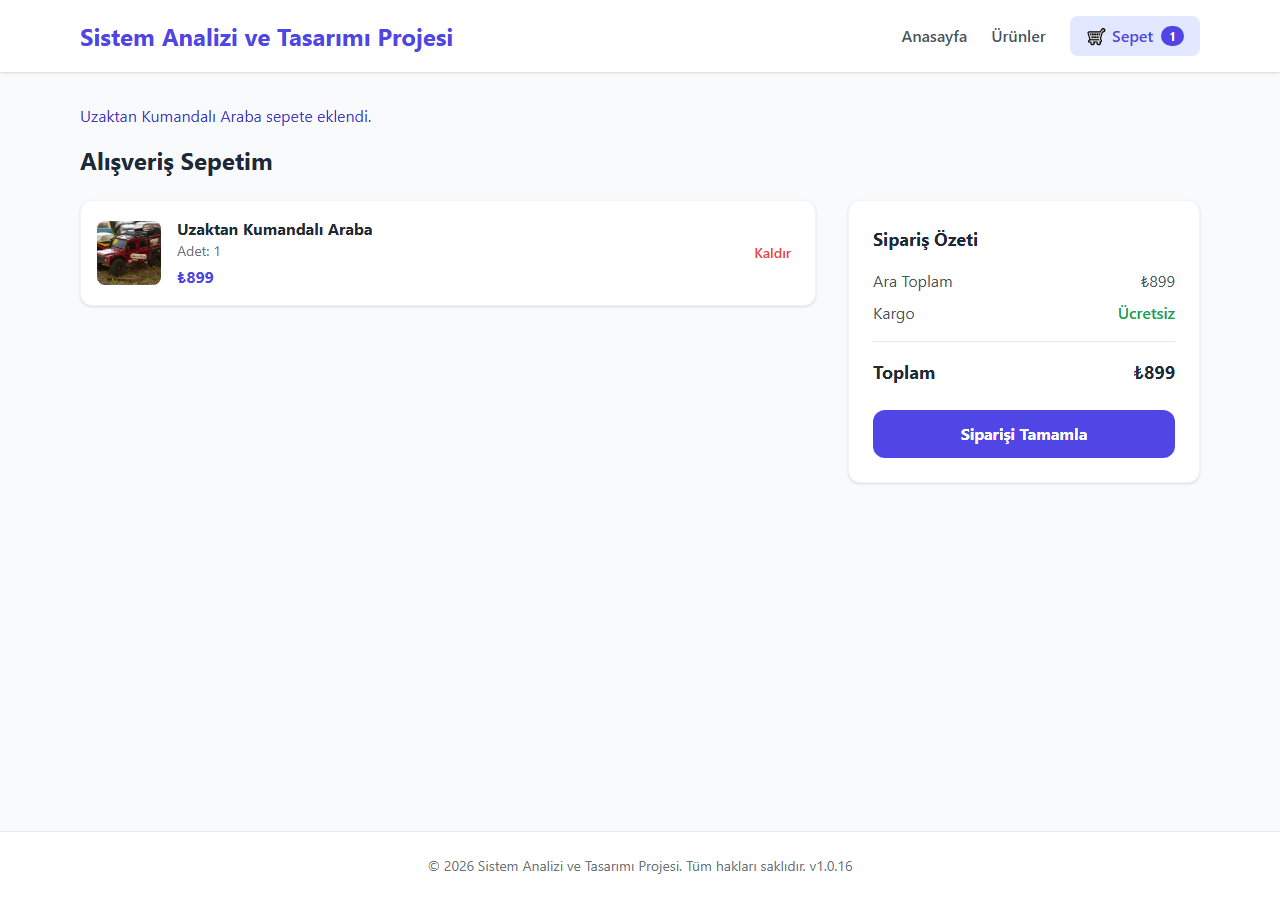 Sistem Analizi ve Tasarımı Projesi
Anasayfa
Ürünler
Sepet 1
Uzaktan Kumandalı Araba sepete eklendi.
Alışveriş Sepetim
Uzaktan Kumandalı Araba
Adet: 1
₺899
Kaldır
Sipariş Özeti
Ara Toplam ₺899
Kargo Ücretsiz
Toplam ₺899
Siparişi Tamamla
© 2026 Sistem Analizi ve Tasarımı Projesi. Tüm hakları saklıdır. v1.0.16